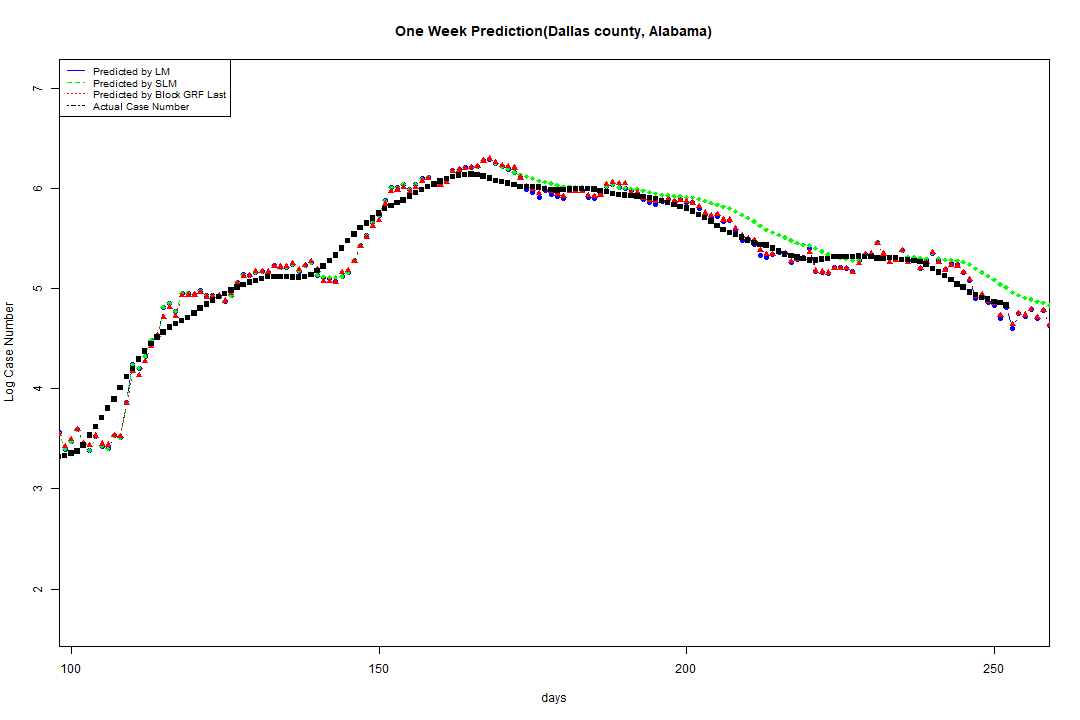 One Week Prediction(Dallas county, Alabama)
Predicted by LM
Predicted by SLM
Predicted by Block GRF Last
Actual Case Number
7
6
5
4
3
2
Log Case Number
100 150 200 250
days